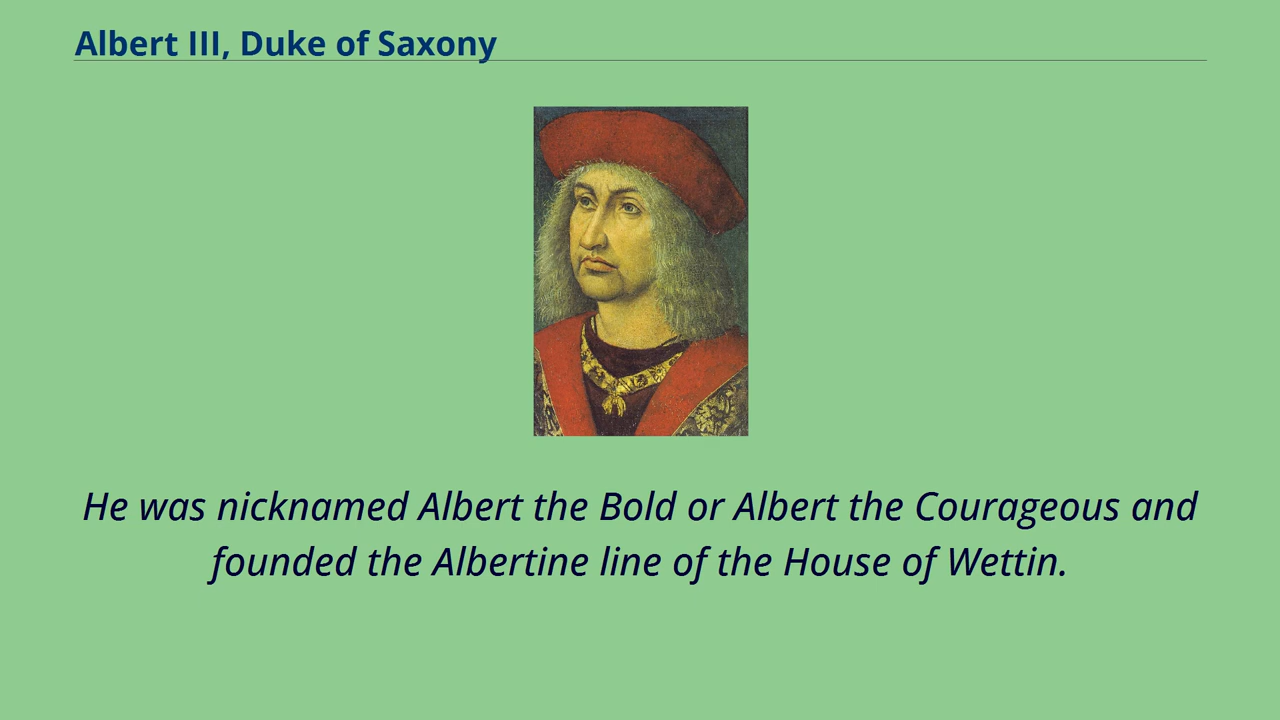 Albert III, Duke of Saxony
He was nicknamed Albert the Bold or Albert the Courageous and
founded the Albertine line of the House of Wettin.